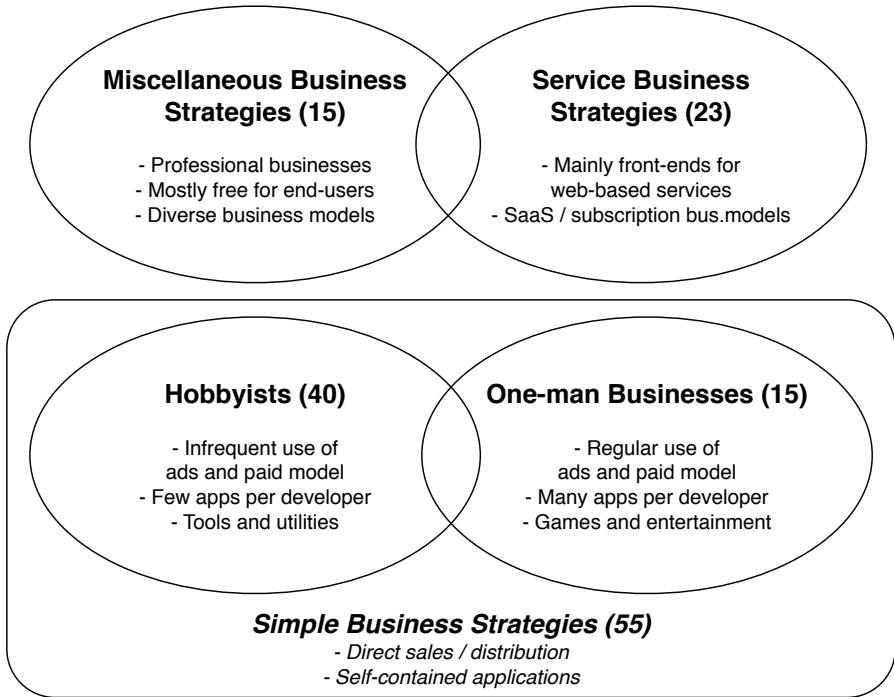 Miscellaneous Business
Strategies (15)
- Professional businesses
- Mostly free for end-users
- Diverse business models
Service Business
Strategies (23)
- Mainly front-ends for
web-based services
- SaaS / subscription bus.models
Hobbyists (40)
- Infrequent use of
ads and paid model
- Few apps per developer
- Tools and utilities
One-man Businesses (15)
- Regular use of
ads and paid model
- Many apps per developer
- Games and entertainment
Simple Business Strategies (55)
- Direct sales / distribution
- Self-contained applications